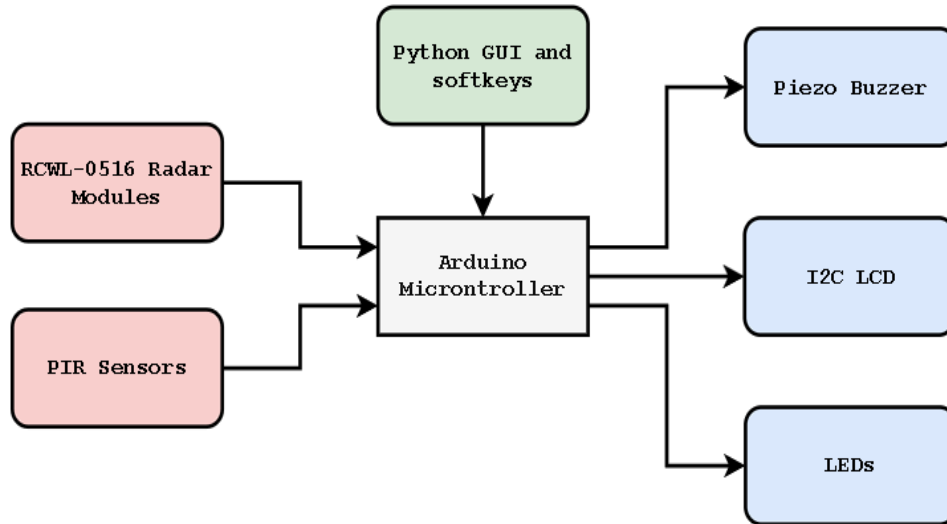 Python GUI and
softkeys
Piezo Buzzer
RCWL-0516 Radar
Modules
Arduino
Microntroller
I2C LCD
PIR Sensors
LEDs